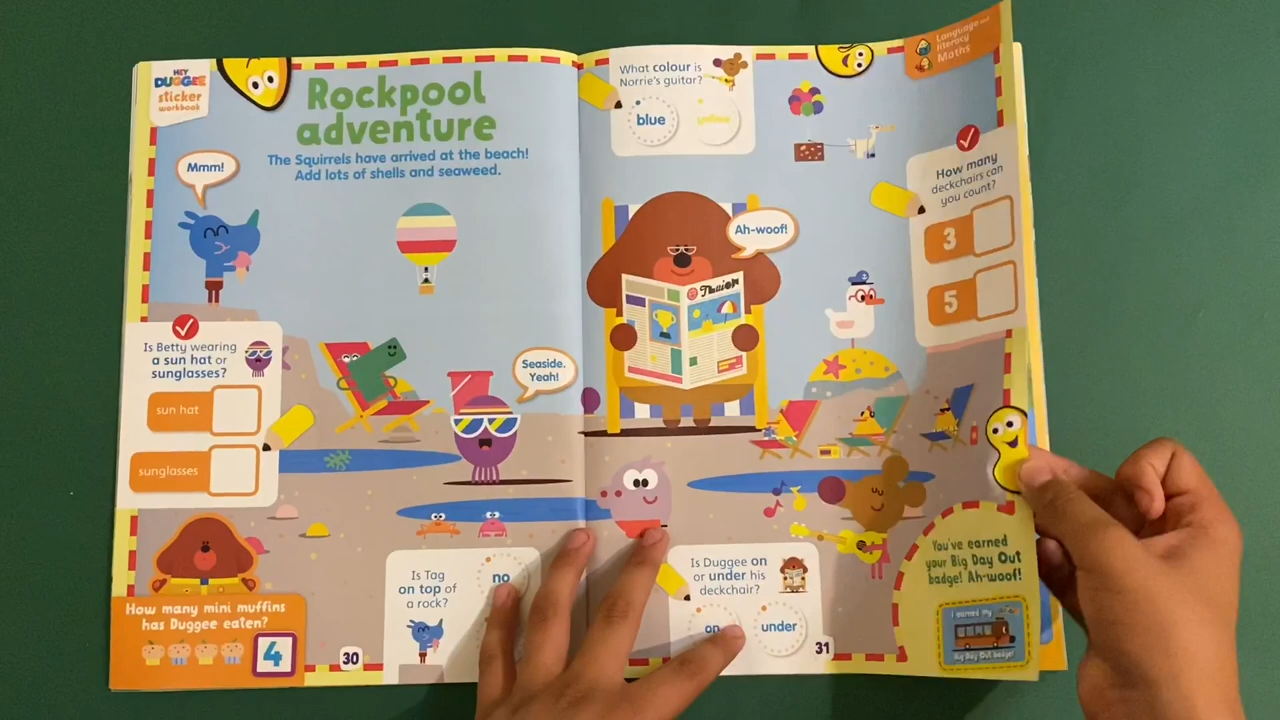 HEY
DUGGEE
sticker
workbook
Rockpool
adventure
The Squirrels have arrived at the beach!
Add lots of shells and seaweed.
Mmm!
Is Betty wearing
a sun hat or
sunglasses?
sun hat
sunglasses
Seaside.
Yeah!
How many mini muffins
has Duggee eaten?
4
30
Is Tag
on top of
a rock?
no
What colour is
Norrie's guitar?
blue
yellow
Ah-woof!
Language and
literacy
Maths
How many
deckchairs can
you count?
3
5
Is Duggee on
or under his
deckchair?
on
under
31
You've earned
your Big Day Out
badge! Ah-woof!
I earned my
Big Day Out badge!